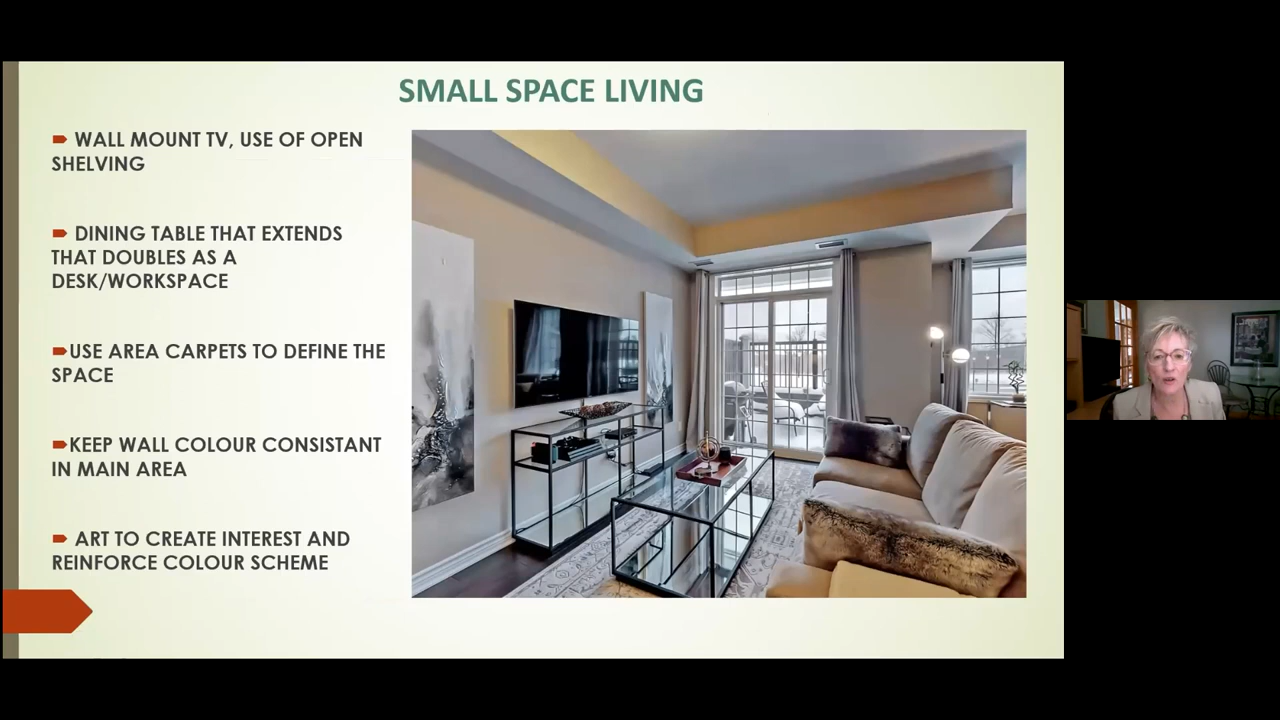 SMALL SPACE LIVING
WALL MOUNT TV, USE OF OPEN
SHELVING
DINING TABLE THAT EXTENDS
THAT DOUBLES AS A
DESK/WORKSPACE
USE AREA CARPETS TO DEFINE THE
SPACE
KEEP WALL COLOUR CONSISTANT
IN MAIN AREA
ART TO CREATE INTEREST AND
REINFORCE COLOUR SCHEME